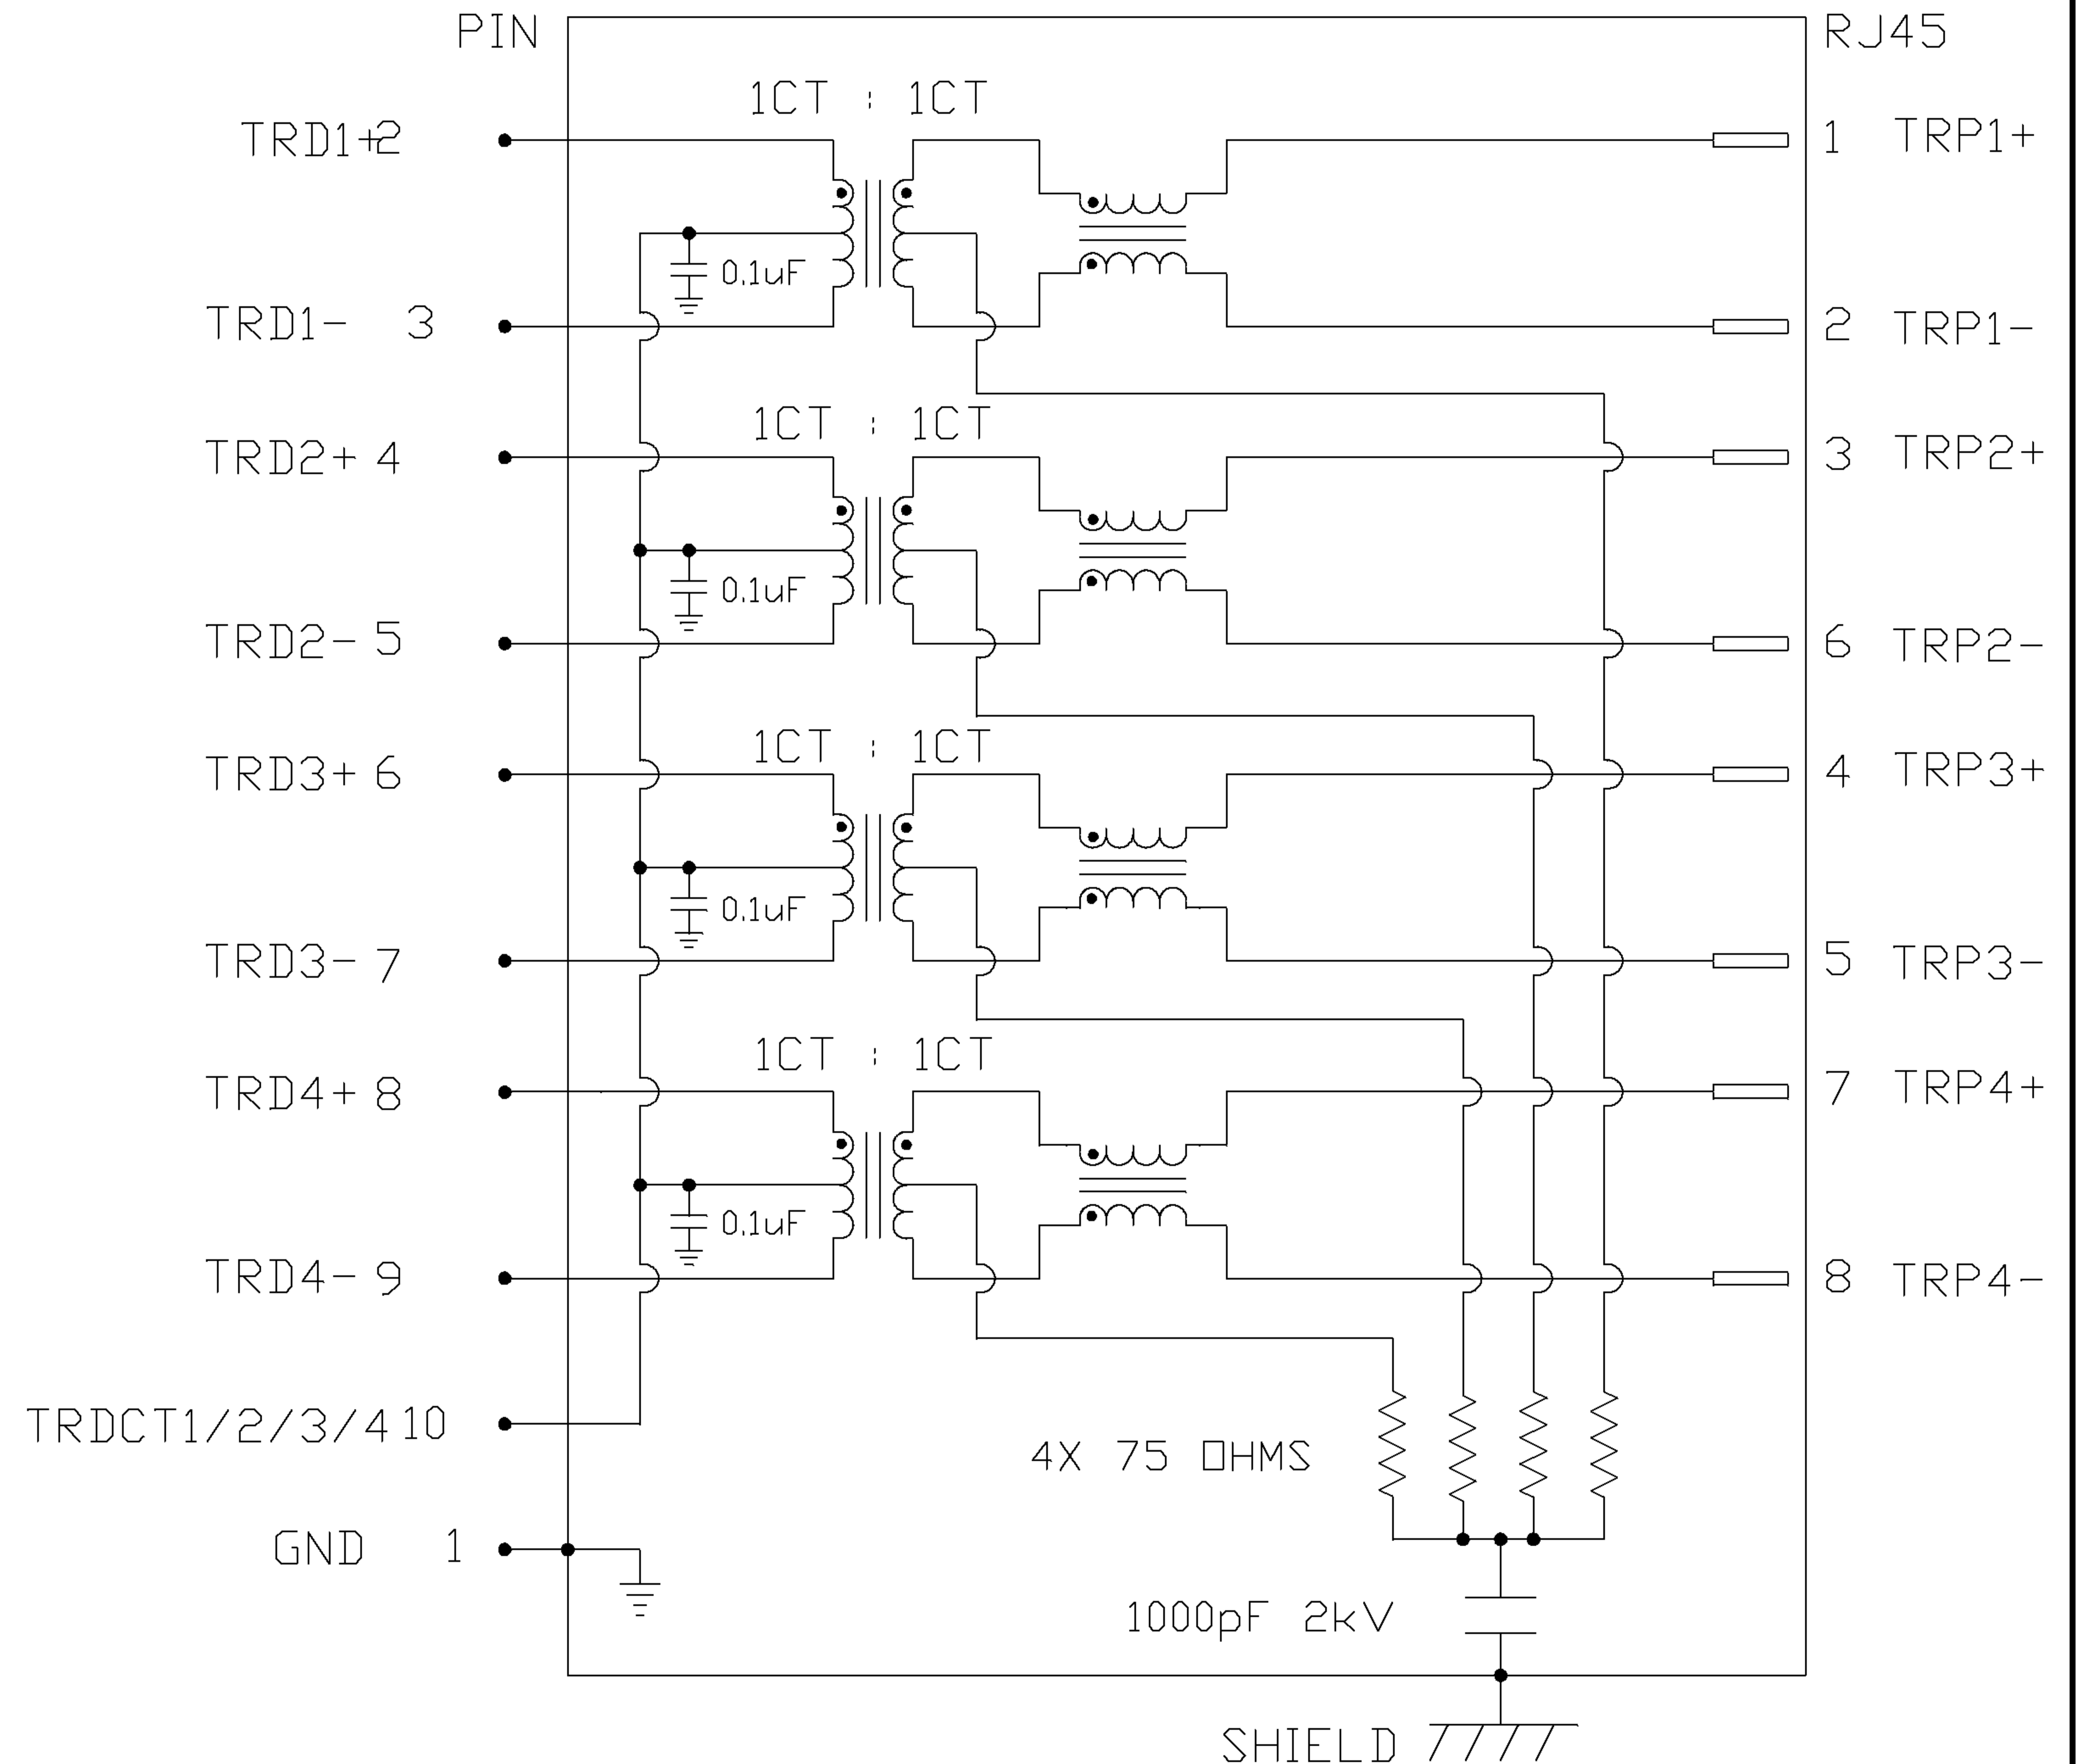 PIN RJ45
1CT : 1CT
TRD1+2 1 TRP1+
0.1uF
TRD1- 3 2 TRP1-
1CT : 1CT
TRD2+ 4 3 TRP2+
0.1uF
TRD2- 5 6 TRP2-
1CT : 1CT
TRD3+ 6 4 TRP3+
0.1uF
TRD3- 7 5 TRP3-
1CT : 1CT
TRD4+ 8 7 TRP4+
0.1uF
TRD4- 9 8 TRP4-
TRDCT1/2/3/4 10
4X 75 OHMS
GND 1
1000pF 2kV
SHIELD